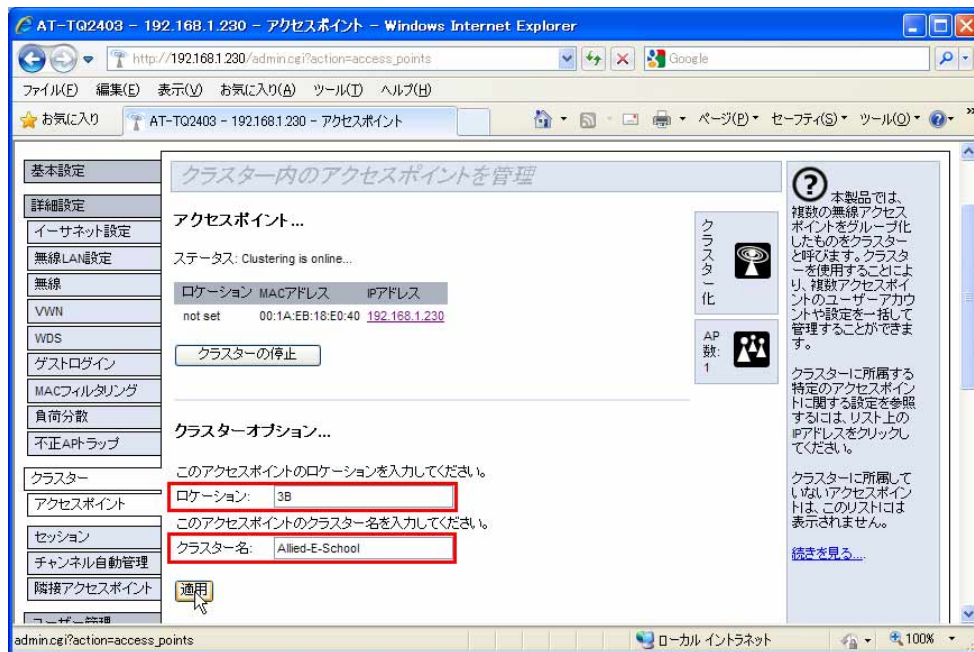 AT-TQ2403 - 192.168.1.230 - アクセスポイント - Windows Internet Explorer
http://192.168.1.230/admin.cgi?action=access_points
Google
ファイル(F) 編集(E) 表示(V) お気に入り(A) ツール(T) ヘルプ(H)
お気に入り
AT-TQ2403 - 192.168.1.230 - アクセスポイント
ページ(P) セーフティ(S) ツール(O)
基本設定
詳細設定
イーサネット設定
無線LAN設定
無線
VWN
WDS
ゲストログイン
MACフィルタリング
負荷分散
不正APトラップ
クラスター
アクセスポイント
セッション
チャンネル自動管理
隣接アクセスポイント
ユーザー管理
クラスター内のアクセスポイントを管理
アクセスポイント...
ステータス: Clustering is online...
ロケーション MACアドレス IPアドレス
not set 00:1A:EB:18:E0:40 192.168.1.230
クラスターの停止
クラスター化
AP数:
1
クラスターオプション...
このアクセスポイントのロケーションを入力してください。
ロケーション: 3B
このアクセスポイントのクラスター名を入力してください。
クラスター名: Allied-E-School
適用
本製品では、
複数の無線アクセス
ポイントをグループ化
したものをクラスター
と呼びます。クラスタ
ーを使用することによ
り、複数アクセスポイ
ントのユーザーアカウ
ントや設定を一括して
管理することができま
す。
クラスターに所属する
特定のアクセスポイン
トに関する設定を参照
するには、リスト上の
IPアドレスをクリックし
てください。
クラスターに所属して
いないアクセスポイン
トは、このリストには
表示されません。
続きを見る...
admin.cgi?action=access_points
ローカル イントラネット
100%